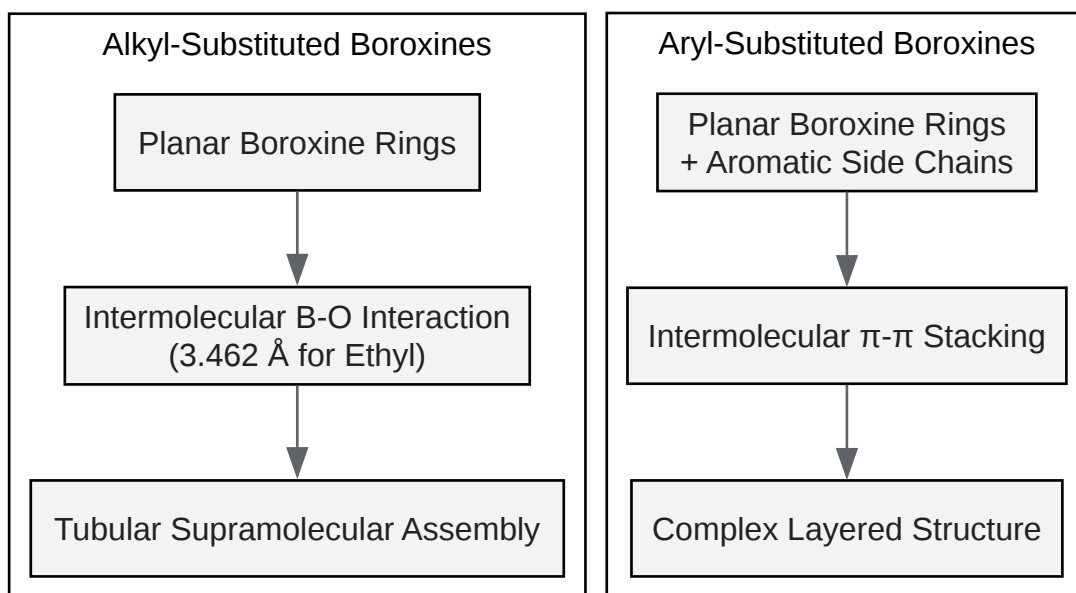 Alkyl-Substituted Boroxines
Planar Boroxine Rings
Intermolecular B-O Interaction
(3.462 Å for Ethyl)
Tubular Supramolecular Assembly
Aryl-Substituted Boroxines
Planar Boroxine Rings
+ Aromatic Side Chains
Intermolecular π-π Stacking
Complex Layered Structure